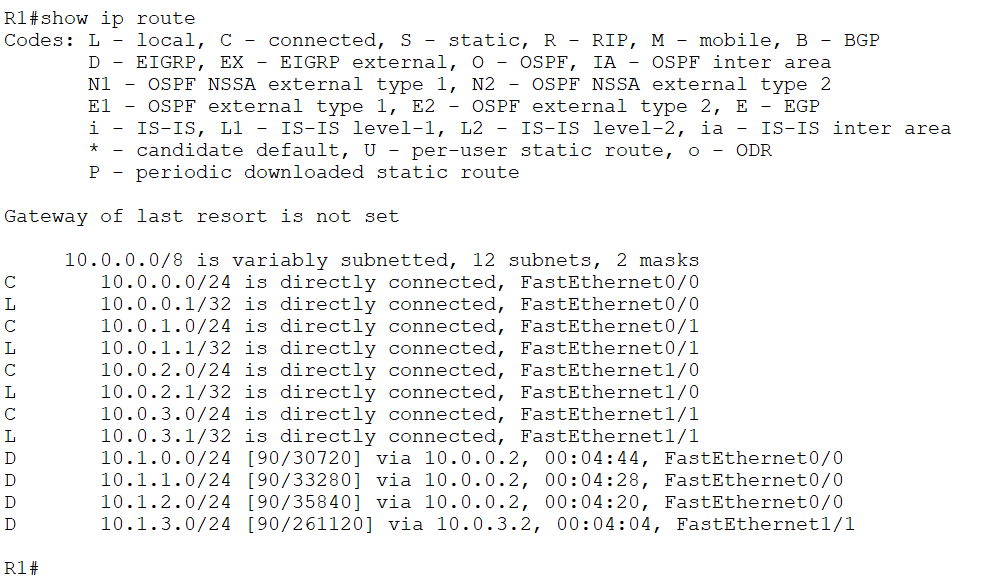 R1#show ip route
Codes: L - local, C - connected, S - static, R - RIP, M - mobile, B - BGP
       D - EIGRP, EX - EIGRP external, O - OSPF, IA - OSPF inter area
       N1 - OSPF NSSA external type 1, N2 - OSPF NSSA external type 2
       E1 - OSPF external type 1, E2 - OSPF external type 2, E - EGP
       i - IS-IS, L1 - IS-IS level-1, L2 - IS-IS level-2, ia - IS-IS inter area
       * - candidate default, U - per-user static route, o - ODR
       P - periodic downloaded static route
Gateway of last resort is not set
     10.0.0.0/8 is variably subnetted, 12 subnets, 2 masks
C       10.0.0.0/24 is directly connected, FastEthernet0/0
L       10.0.0.1/32 is directly connected, FastEthernet0/0
C       10.0.1.0/24 is directly connected, FastEthernet0/1
L       10.0.1.1/32 is directly connected, FastEthernet0/1
C       10.0.2.0/24 is directly connected, FastEthernet1/0
L       10.0.2.1/32 is directly connected, FastEthernet1/0
C       10.0.3.0/24 is directly connected, FastEthernet1/1
L       10.0.3.1/32 is directly connected, FastEthernet1/1
D       10.1.0.0/24 [90/30720] via 10.0.0.2, 00:04:44, FastEthernet0/0
D       10.1.1.0/24 [90/33280] via 10.0.0.2, 00:04:28, FastEthernet0/0
D       10.1.2.0/24 [90/35840] via 10.0.0.2, 00:04:20, FastEthernet0/0
D       10.1.3.0/24 [90/261120] via 10.0.3.2, 00:04:04, FastEthernet1/1
R1#